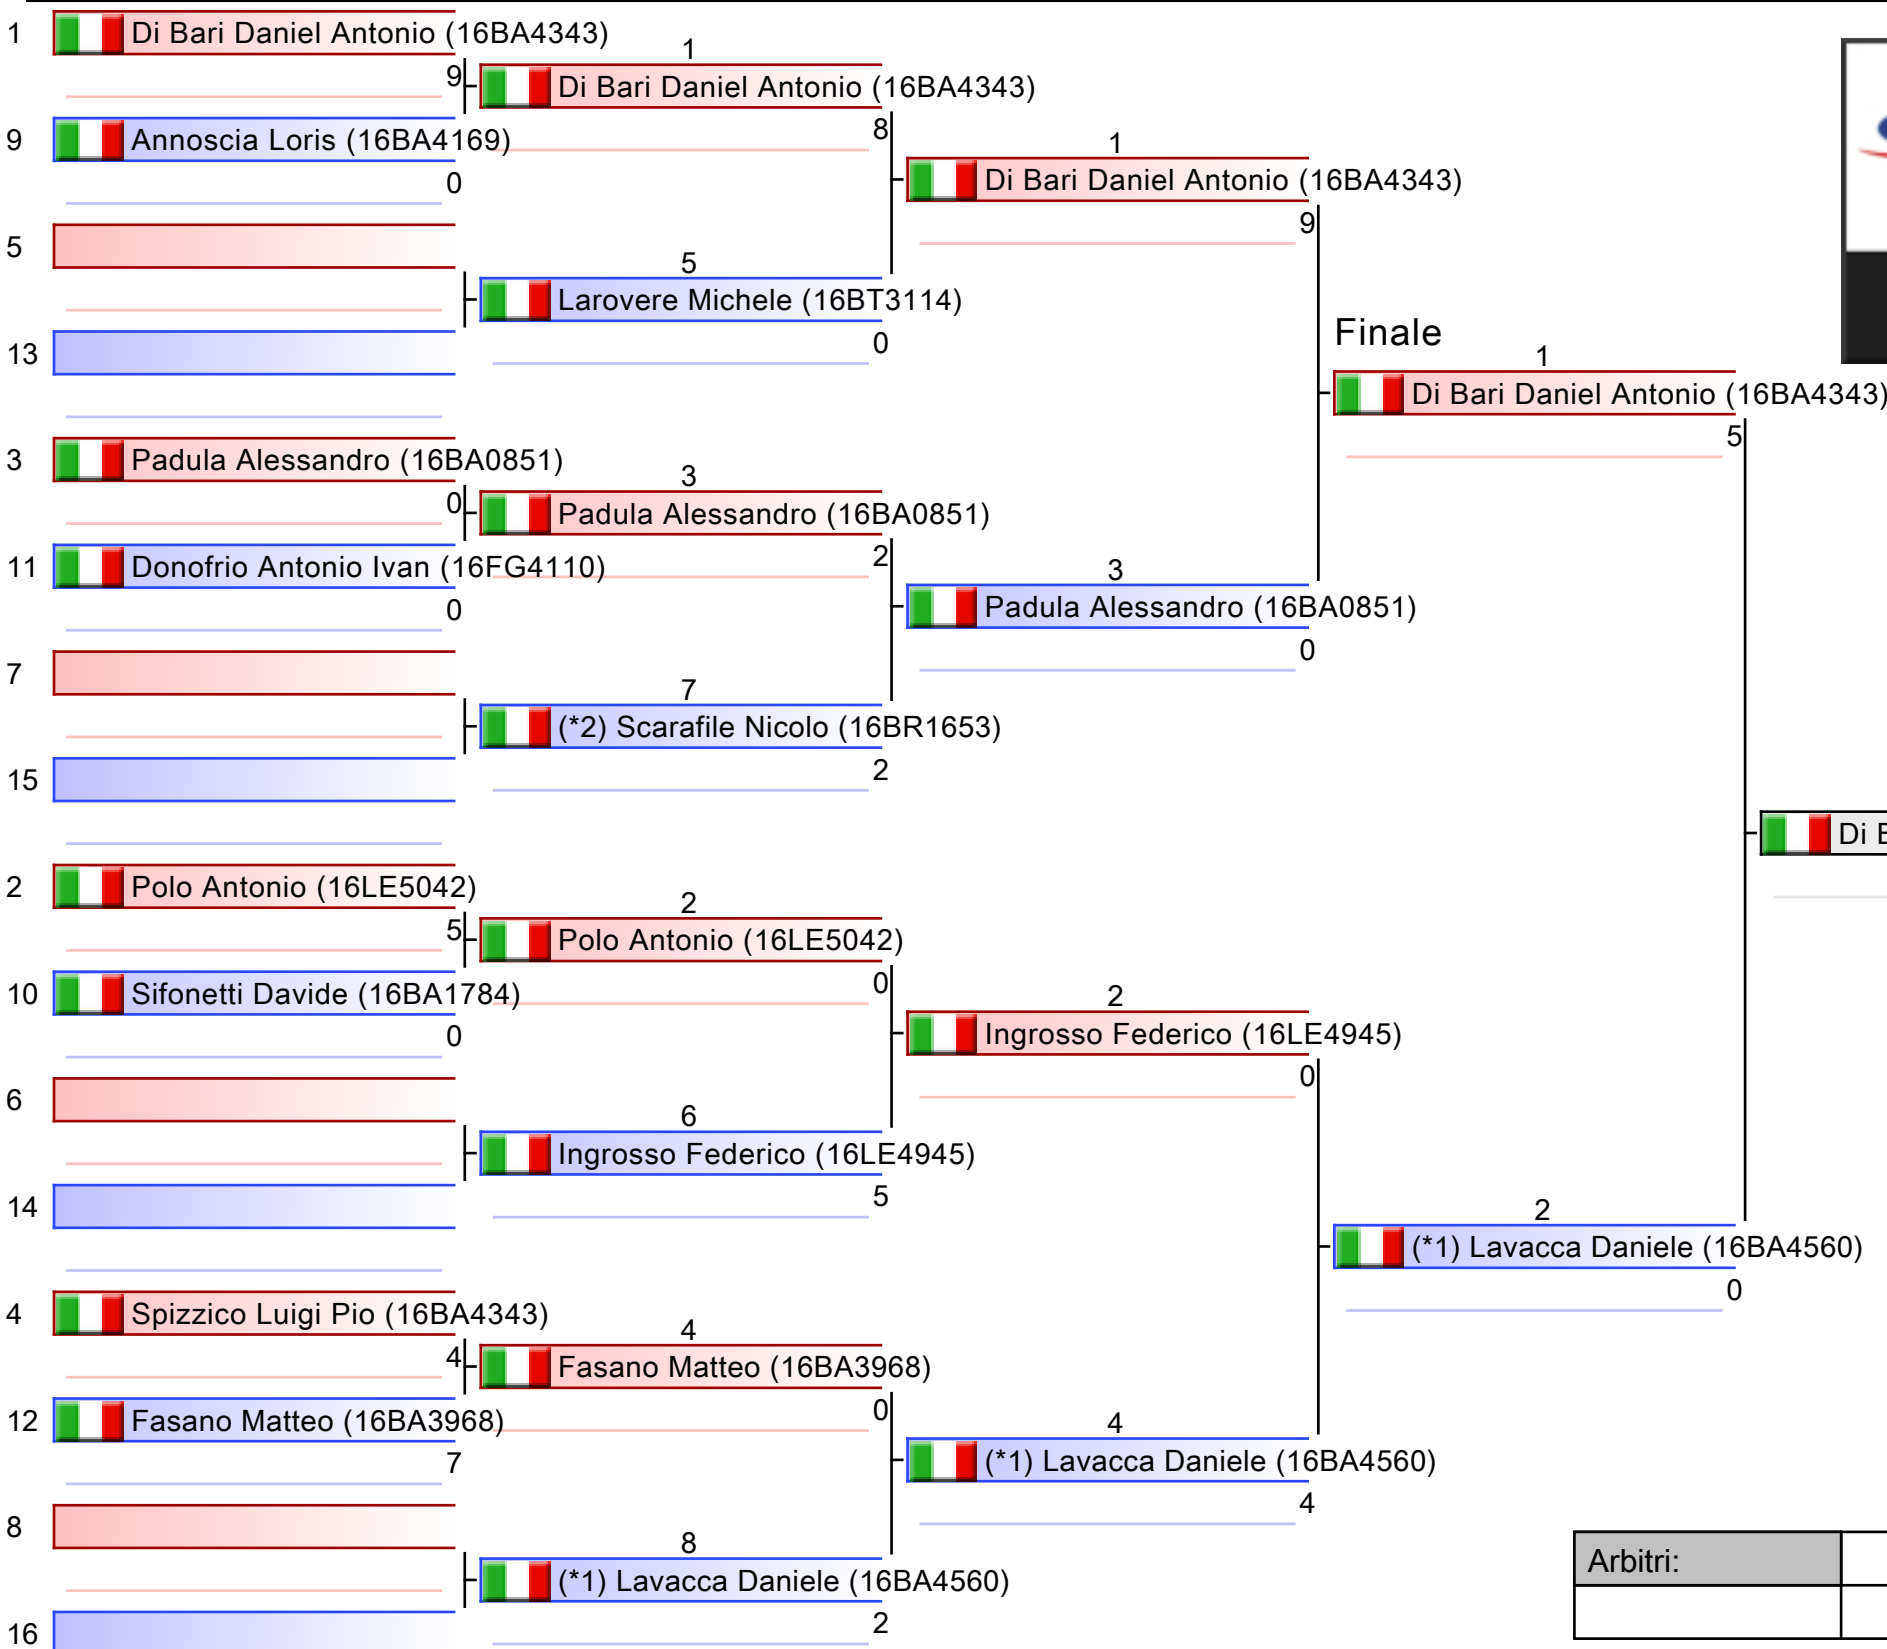 1 Di Bari Daniel Antonio (16BA4343)
9
9 Annoscia Loris (16BA4169)
0
5
13
3 Padula Alessandro (16BA0851)
0
11 Donofrio Antonio Ivan (16FG4110)
0
7
15
2 Polo Antonio (16LE5042)
5
10 Sifonetti Davide (16BA1784)
0
6
14
4 Spizzico Luigi Pio (16BA4343)
4
12 Fasano Matteo (16BA3968)
7
8
16
1
Di Bari Daniel Antonio (16BA4343)
8
5
Larovere Michele (16BT3114)
0
3
Padula Alessandro (16BA0851)
2
7
(*2) Scarafile Nicolo (16BR1653)
2
2
Polo Antonio (16LE5042)
0
6
Ingrosso Federico (16LE4945)
5
4
Fasano Matteo (16BA3968)
0
8
(*1) Lavacca Daniele (16BA4560)
2
1
Di Bari Daniel Antonio (16BA4343)
9
3
Padula Alessandro (16BA0851)
0
2
Ingrosso Federico (16LE4945)
0
4
(*1) Lavacca Daniele (16BA4560)
4
Finale
1
Di Bari Daniel Antonio (16BA4343)
5
2
(*1) Lavacca Daniele (16BA4560)
0
Di
Arbitri: